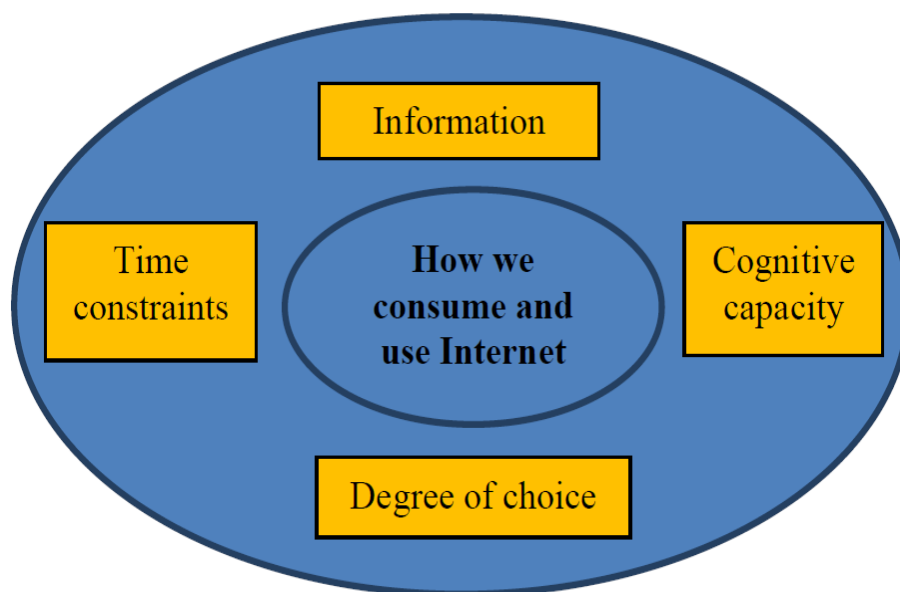 Information
Time
constraints
How we
consume and
use Internet
Cognitive
capacity
Degree of choice